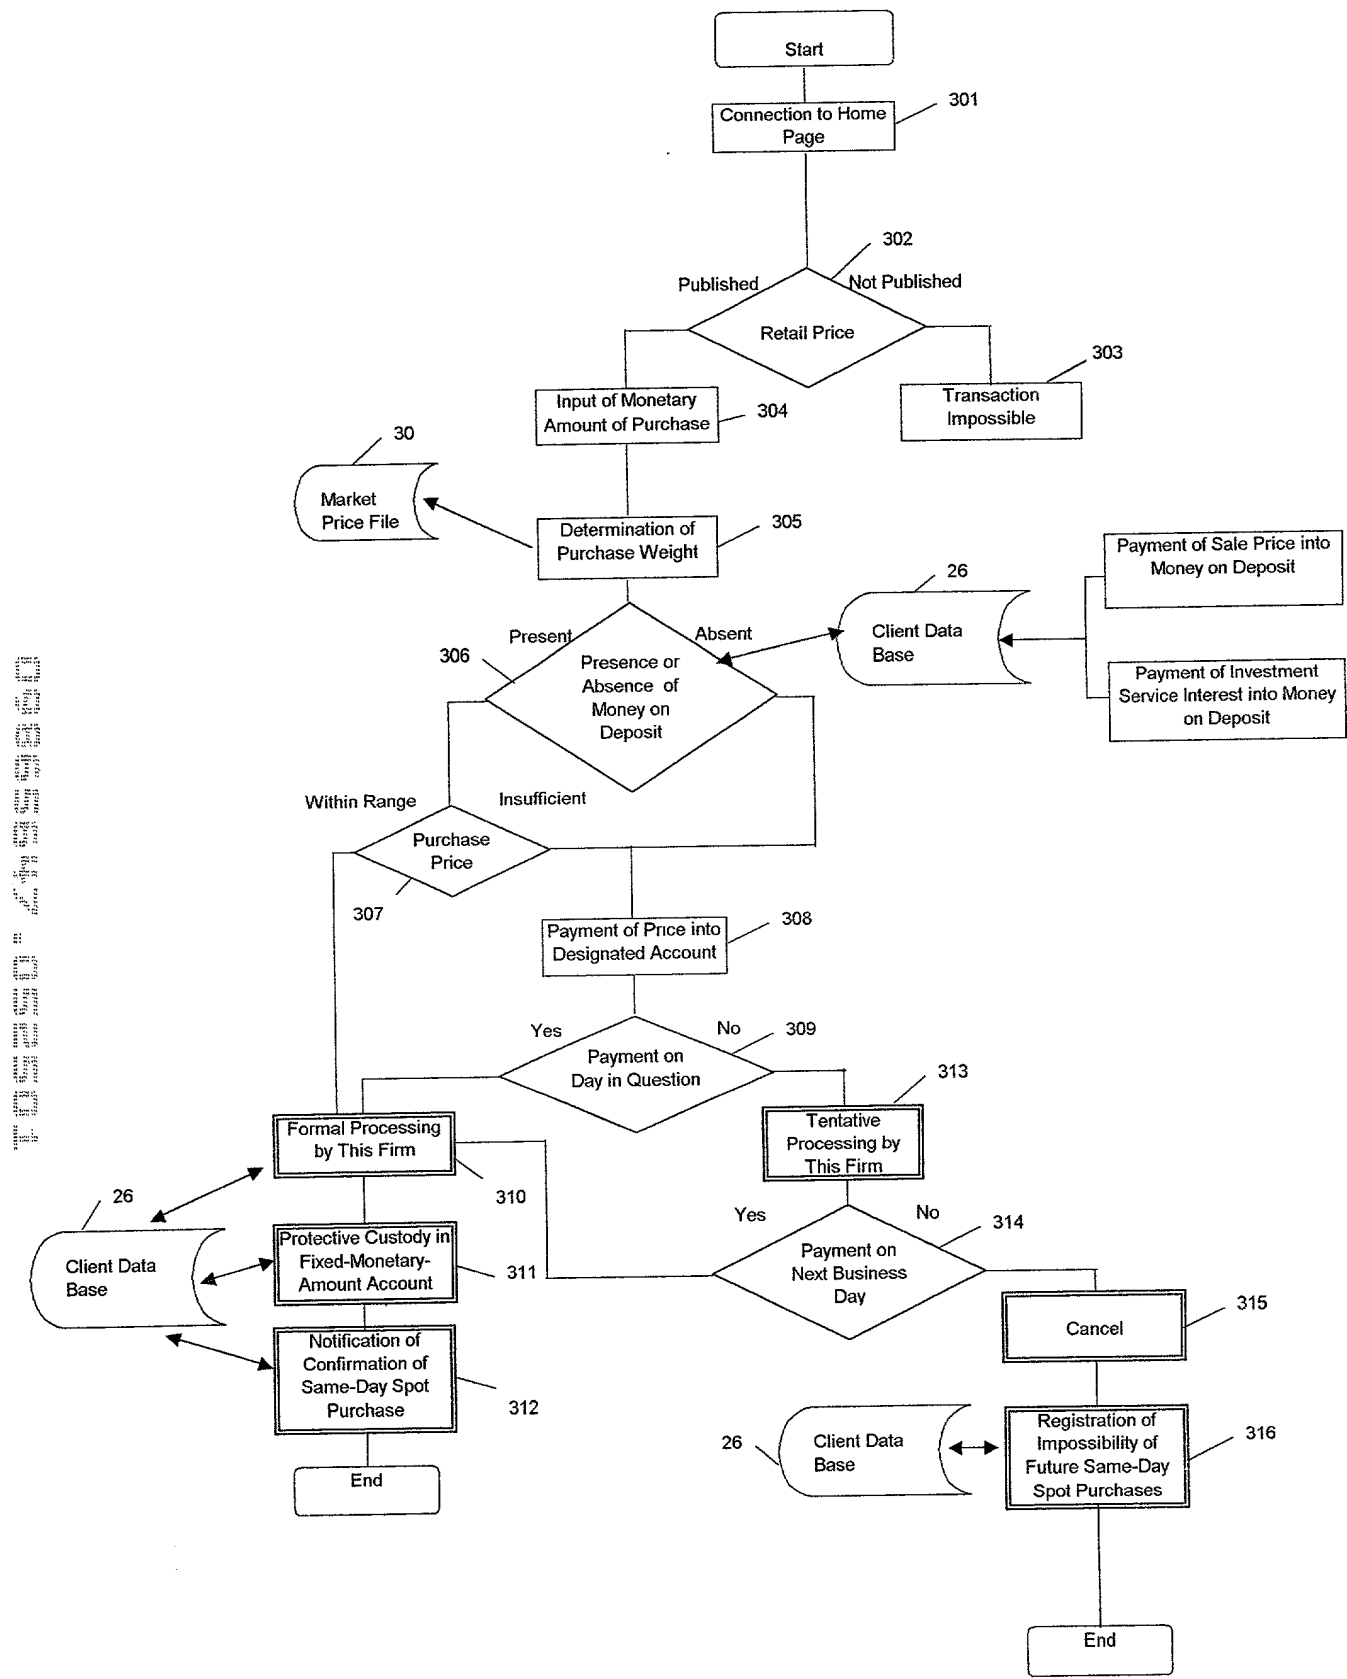 Start
Connection to Home
Page
301
302
Published
Not Published
Retail Price
303
Transaction
Impossible
Input of Monetary
Amount of Purchase
304
30
Market
Price File
Determination of
Purchase Weight
305
Payment of Sale Price into
Money on Deposit
26
Client Data
Base
Present
Absent
306
Presence or
Absence of
Money on
Deposit
Payment of Investment
Service Interest into Money
on Deposit
Within Range
Insufficient
Purchase
Price
307
Payment of Price into
Designated Account
308
Yes
No
309
Payment on
Day in Question
313
Tentative
Processing by
This Firm
Formal Processing
by This Firm
310
26
Client Data
Base
Protective Custody in
Fixed-Monetary-
Amount Account
311
Yes
No
314
Payment on
Next Business
Day
315
Cancel
Notification of
Confirmation of
Same-Day Spot
Purchase
312
End
26
Client Data
Base
Registration of
Impossibility of
Future Same-Day
Spot Purchases
316
End